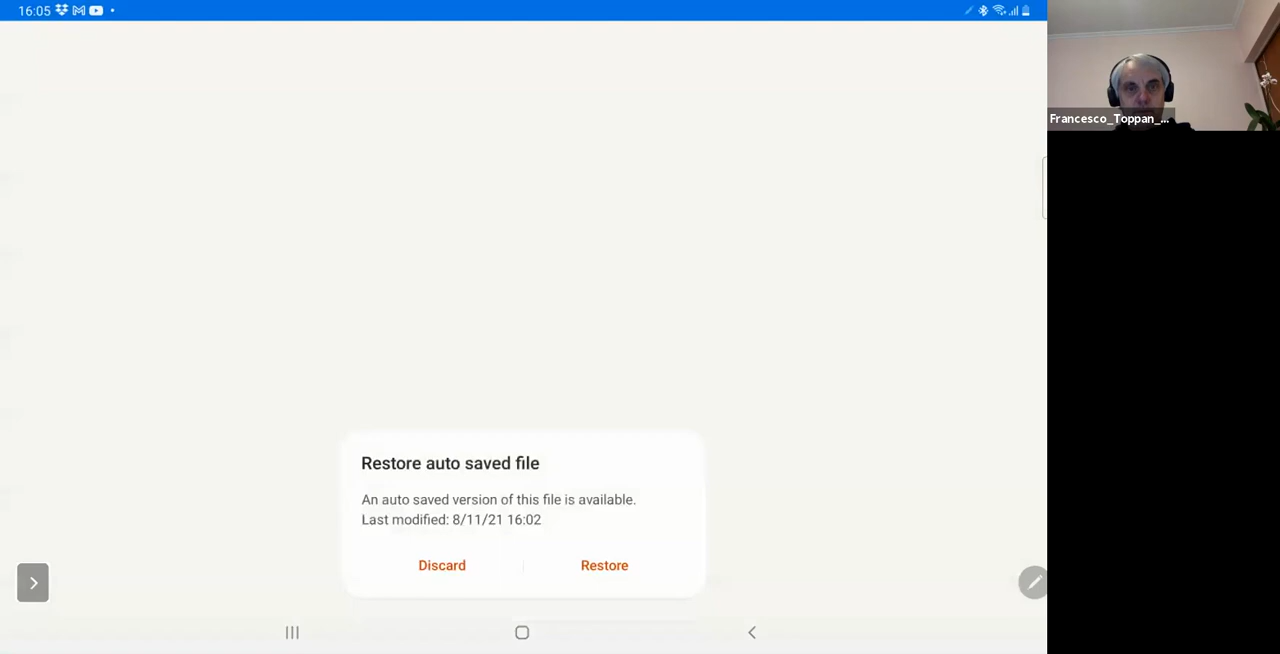 16:05
Francesco_Toppan_...
Restore auto saved file
An auto saved version of this file is available.
Last modified: 8/11/21 16:02
Discard
Restore